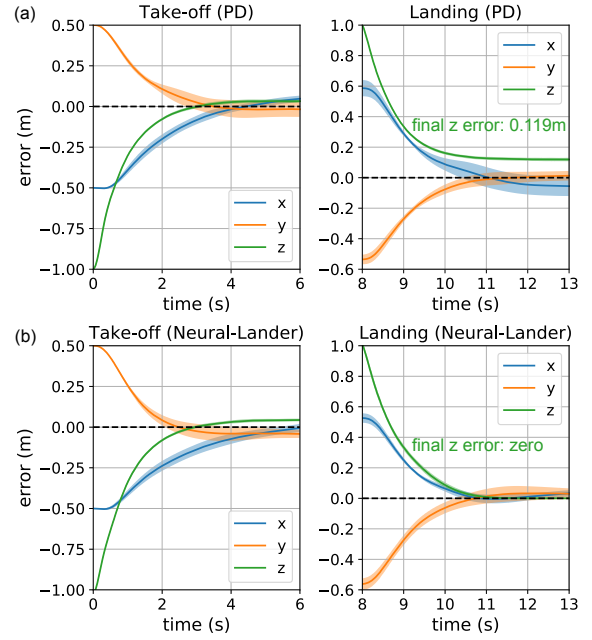 (a)
Take-off (PD)
0.50
0.25
0.00
−0.25
−0.50
−0.75
−1.00
error (m)
x
y
z
0
2
4
6
time (s)
Landing (PD)
1.0
0.8
0.6
0.4
0.2
0.0
−0.2
−0.4
−0.6
x
y
z
final z error: 0.119m
8
9
10
11
12
13
time (s)
(b)
Take-off (Neural-Lander)
0.50
0.25
0.00
−0.25
−0.50
−0.75
−1.00
error (m)
x
y
z
0
2
4
6
time (s)
Landing (Neural-Lander)
1.0
0.8
0.6
0.4
0.2
0.0
−0.2
−0.4
−0.6
x
y
z
final z error: zero
8
9
10
11
12
13
time (s)